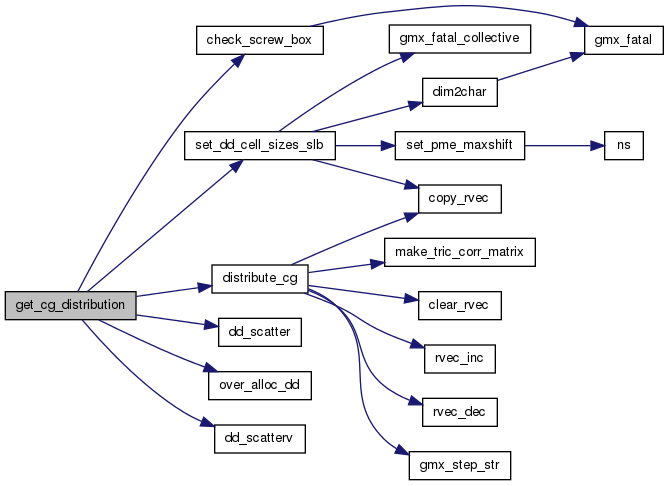 check_screw_box
gmx_fatal_collective
gmx_fatal
dim2char
set_dd_cell_sizes_slb
set_pme_maxshift
ns
copy_rvec
make_tric_corr_matrix
distribute_cg
get_cg_distribution
clear_rvec
dd_scatter
rvec_inc
over_alloc_dd
rvec_dec
dd_scatterv
gmx_step_str